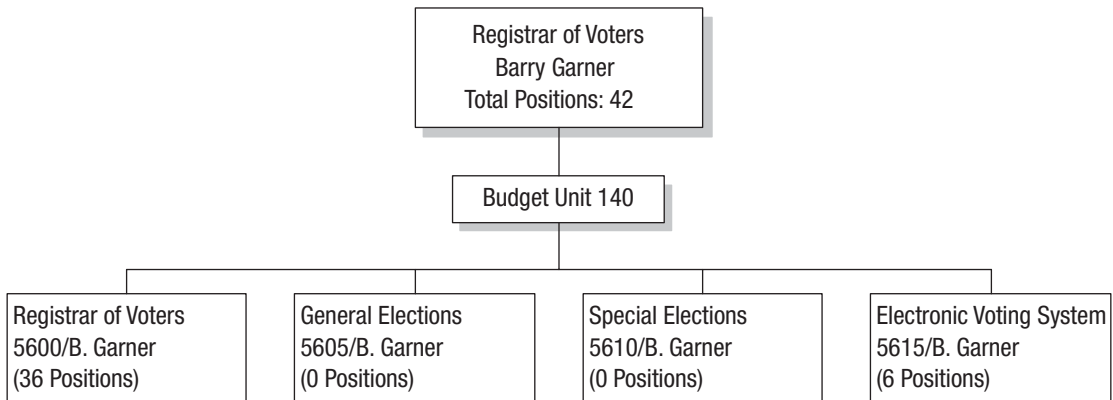 Registrar of Voters
Barry Garner
Total Positions: 42
Budget Unit 140
Registrar of Voters
5600/B. Garner
(36 Positions)
General Elections
5605/B. Garner
(0 Positions)
Special Elections
5610/B. Garner
(0 Positions)
Electronic Voting System
5615/B. Garner
(6 Positions)